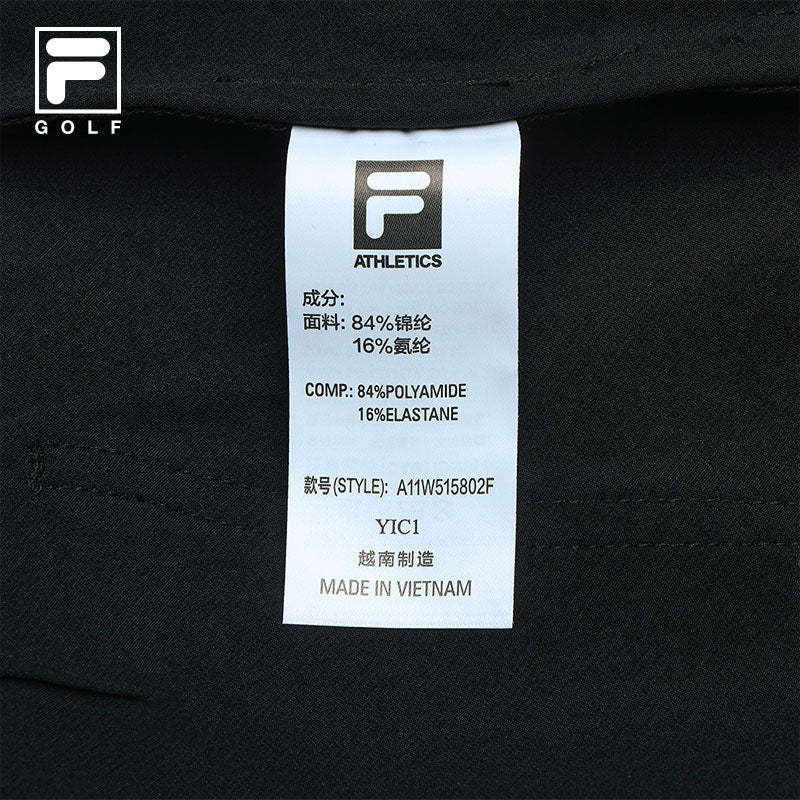 F
GOLF
F
ATHLETICS
成分:
面料: 84%锦纶
16%氨纶
COMP.: 84%POLYAMIDE
16%ELASTANE
款号(STYLE): A11W515802F
YIC1
越南制造
MADE IN VIETNAM